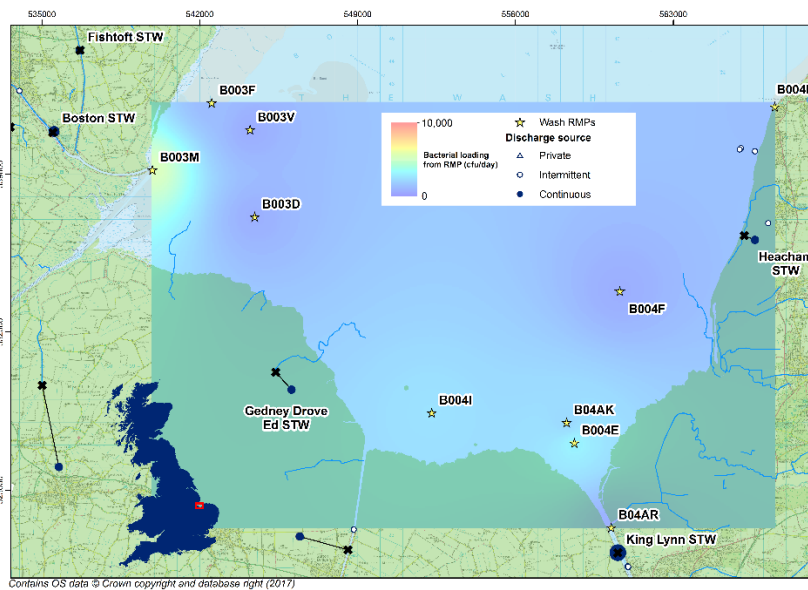 535000 542000 549000 556000 563000
Fishtoft STW
Boston STW
B003F
B003V
B003M
B003D
10,000
0
Bacterial loading
from RMP (cfu/day)
Wash RMPs
Discharge source
Private
Intermittent
Continuous
T H E W A S H
Heacham
STW
B004F
B004I
B04AK
B004E
Gedney Drove
Ed STW
B04AR
King Lynn STW
Contains OS data © Crown copyright and database right (2017)